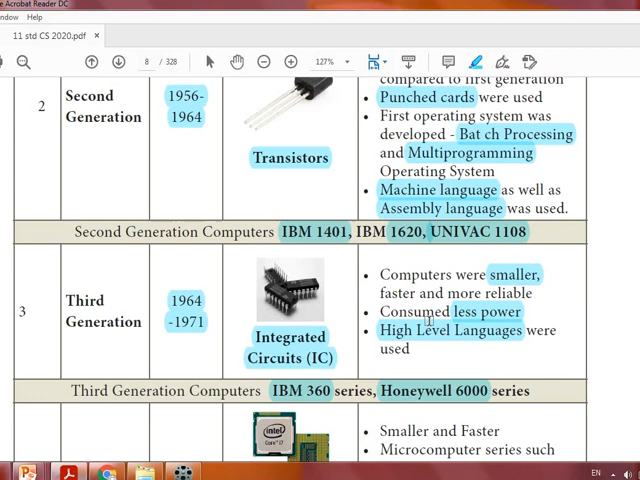 e Acrobat Reader DC
ndow Help
11 std CS 2020.pdf ×
8 / 328
127%
compared to first generation
• Punched cards were used
• First operating system was
developed - Bat ch Processing
and Multiprogramming
Operating System
• Machine language as well as
Assembly language was used.
2
Second
Generation
1956-
1964
Transistors
Second Generation Computers IBM 1401, IBM 1620, UNIVAC 1108
3
Third
Generation
1964
-1971
Integrated
Circuits (IC)
• Computers were smaller,
faster and more reliable
• Consumed less power
• High Level Languages were
used
Third Generation Computers IBM 360 series, Honeywell 6000 series
intel
• Smaller and Faster
• Microcomputer series such
EN